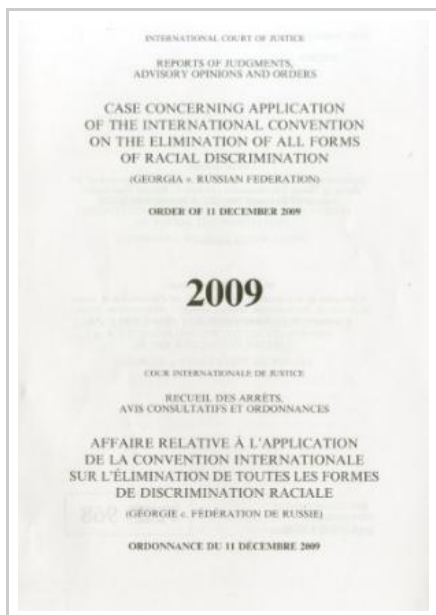 INTERNATIONAL COURT OF JUSTICE
REPORTS OF JUDGMENTS,
ADVISORY OPINIONS AND ORDERS
CASE CONCERNING APPLICATION
OF THE INTERNATIONAL CONVENTION
ON THE ELIMINATION OF ALL FORMS
OF RACIAL DISCRIMINATION
(GEORGIA v. RUSSIAN FEDERATION)
ORDER OF 11 DECEMBER 2009
2009
COUR INTERNATIONALE DE JUSTICE
RECUEIL DES ARRÊTS,
AVIS CONSULTATIFS ET ORDONNANCES
AFFAIRE RELATIVE À L'APPLICATION
DE LA CONVENTION INTERNATIONALE
SUR L'ÉLIMINATION DE TOUTES LES FORMES
DE DISCRIMINATION RACIALE
(GÉORGIE c. FÉDÉRATION DE RUSSIE)
ORDONNANCE DU 11 DÉCEMBRE 2009